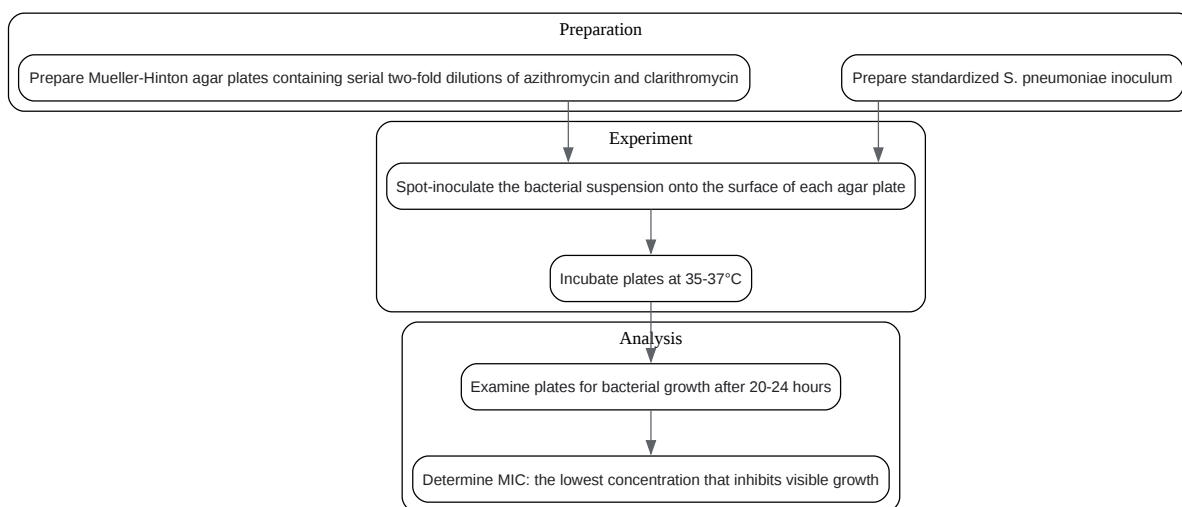 Preparation
Prepare Mueller-Hinton agar plates containing serial two-fold dilutions of azithromycin and clarithromycin
Prepare standardized S. pneumoniae inoculum
Experiment
Spot-inoculate the bacterial suspension onto the surface of each agar plate
Incubate plates at 35-37°C
Analysis
Examine plates for bacterial growth after 20-24 hours
Determine MIC: the lowest concentration that inhibits visible growth